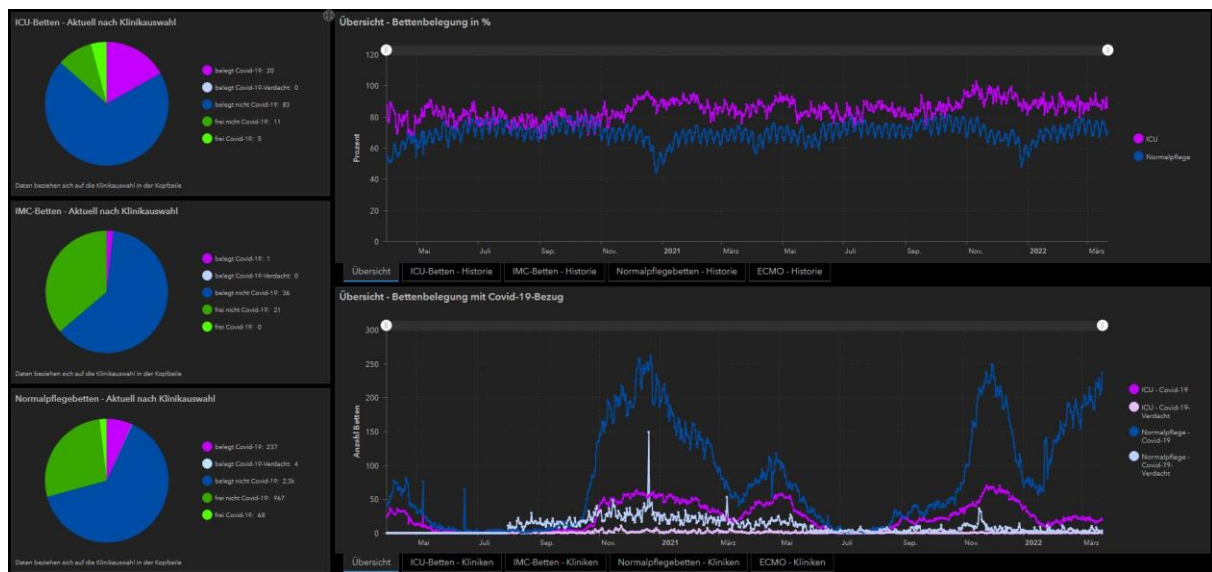 ICU-Betten - Aktuell nach Klinikauswahl
belegt Covid-19: 20
belegt Covid-19-Verdacht: 0
belegt nicht Covid-19: 83
frei nicht Covid-19: 11
frei Covid-19: 5
Daten beziehen sich auf die Klinikauswahl in der Kopfzeile
IMC-Betten - Aktuell nach Klinikauswahl
belegt Covid-19: 1
belegt Covid-19-Verdacht: 0
belegt nicht Covid-19: 36
frei nicht Covid-19: 21
frei Covid-19: 0
Daten beziehen sich auf die Klinikauswahl in der Kopfzeile
Normalpflegebetten - Aktuell nach Klinikauswahl
belegt Covid-19: 237
belegt Covid-19-Verdacht: 4
belegt nicht Covid-19: 2,3k
frei nicht Covid-19: 967
frei Covid-19: 68
Daten beziehen sich auf die Klinikauswahl in der Kopfzeile
Übersicht - Bettenbelegung in %
120
100
80
60
40
20
0
Prozent
Mai Juli Sep. Nov. 2021 März Mai Juli Sep. Nov. 2022 März
ICU
Normalpflege
Übersicht ICU-Betten - Historie IMC-Betten - Historie Normalpflegebetten - Historie ECMO - Historie
Übersicht - Bettenbelegung mit Covid-19-Bezug
300
250
200
150
100
50
0
Anzahl Betten
Mai Juli Sep. Nov. 2021 März Mai Juli Sep. Nov. 2022 März
ICU - Covid-19
ICU - Covid-19-
Verdacht
Normalpflege -
Covid-19
Normalpflege -
Covid-19-
Verdacht
Übersicht ICU-Betten - Kliniken IMC-Betten - Kliniken Normalpflegebetten - Kliniken ECMO - Kliniken